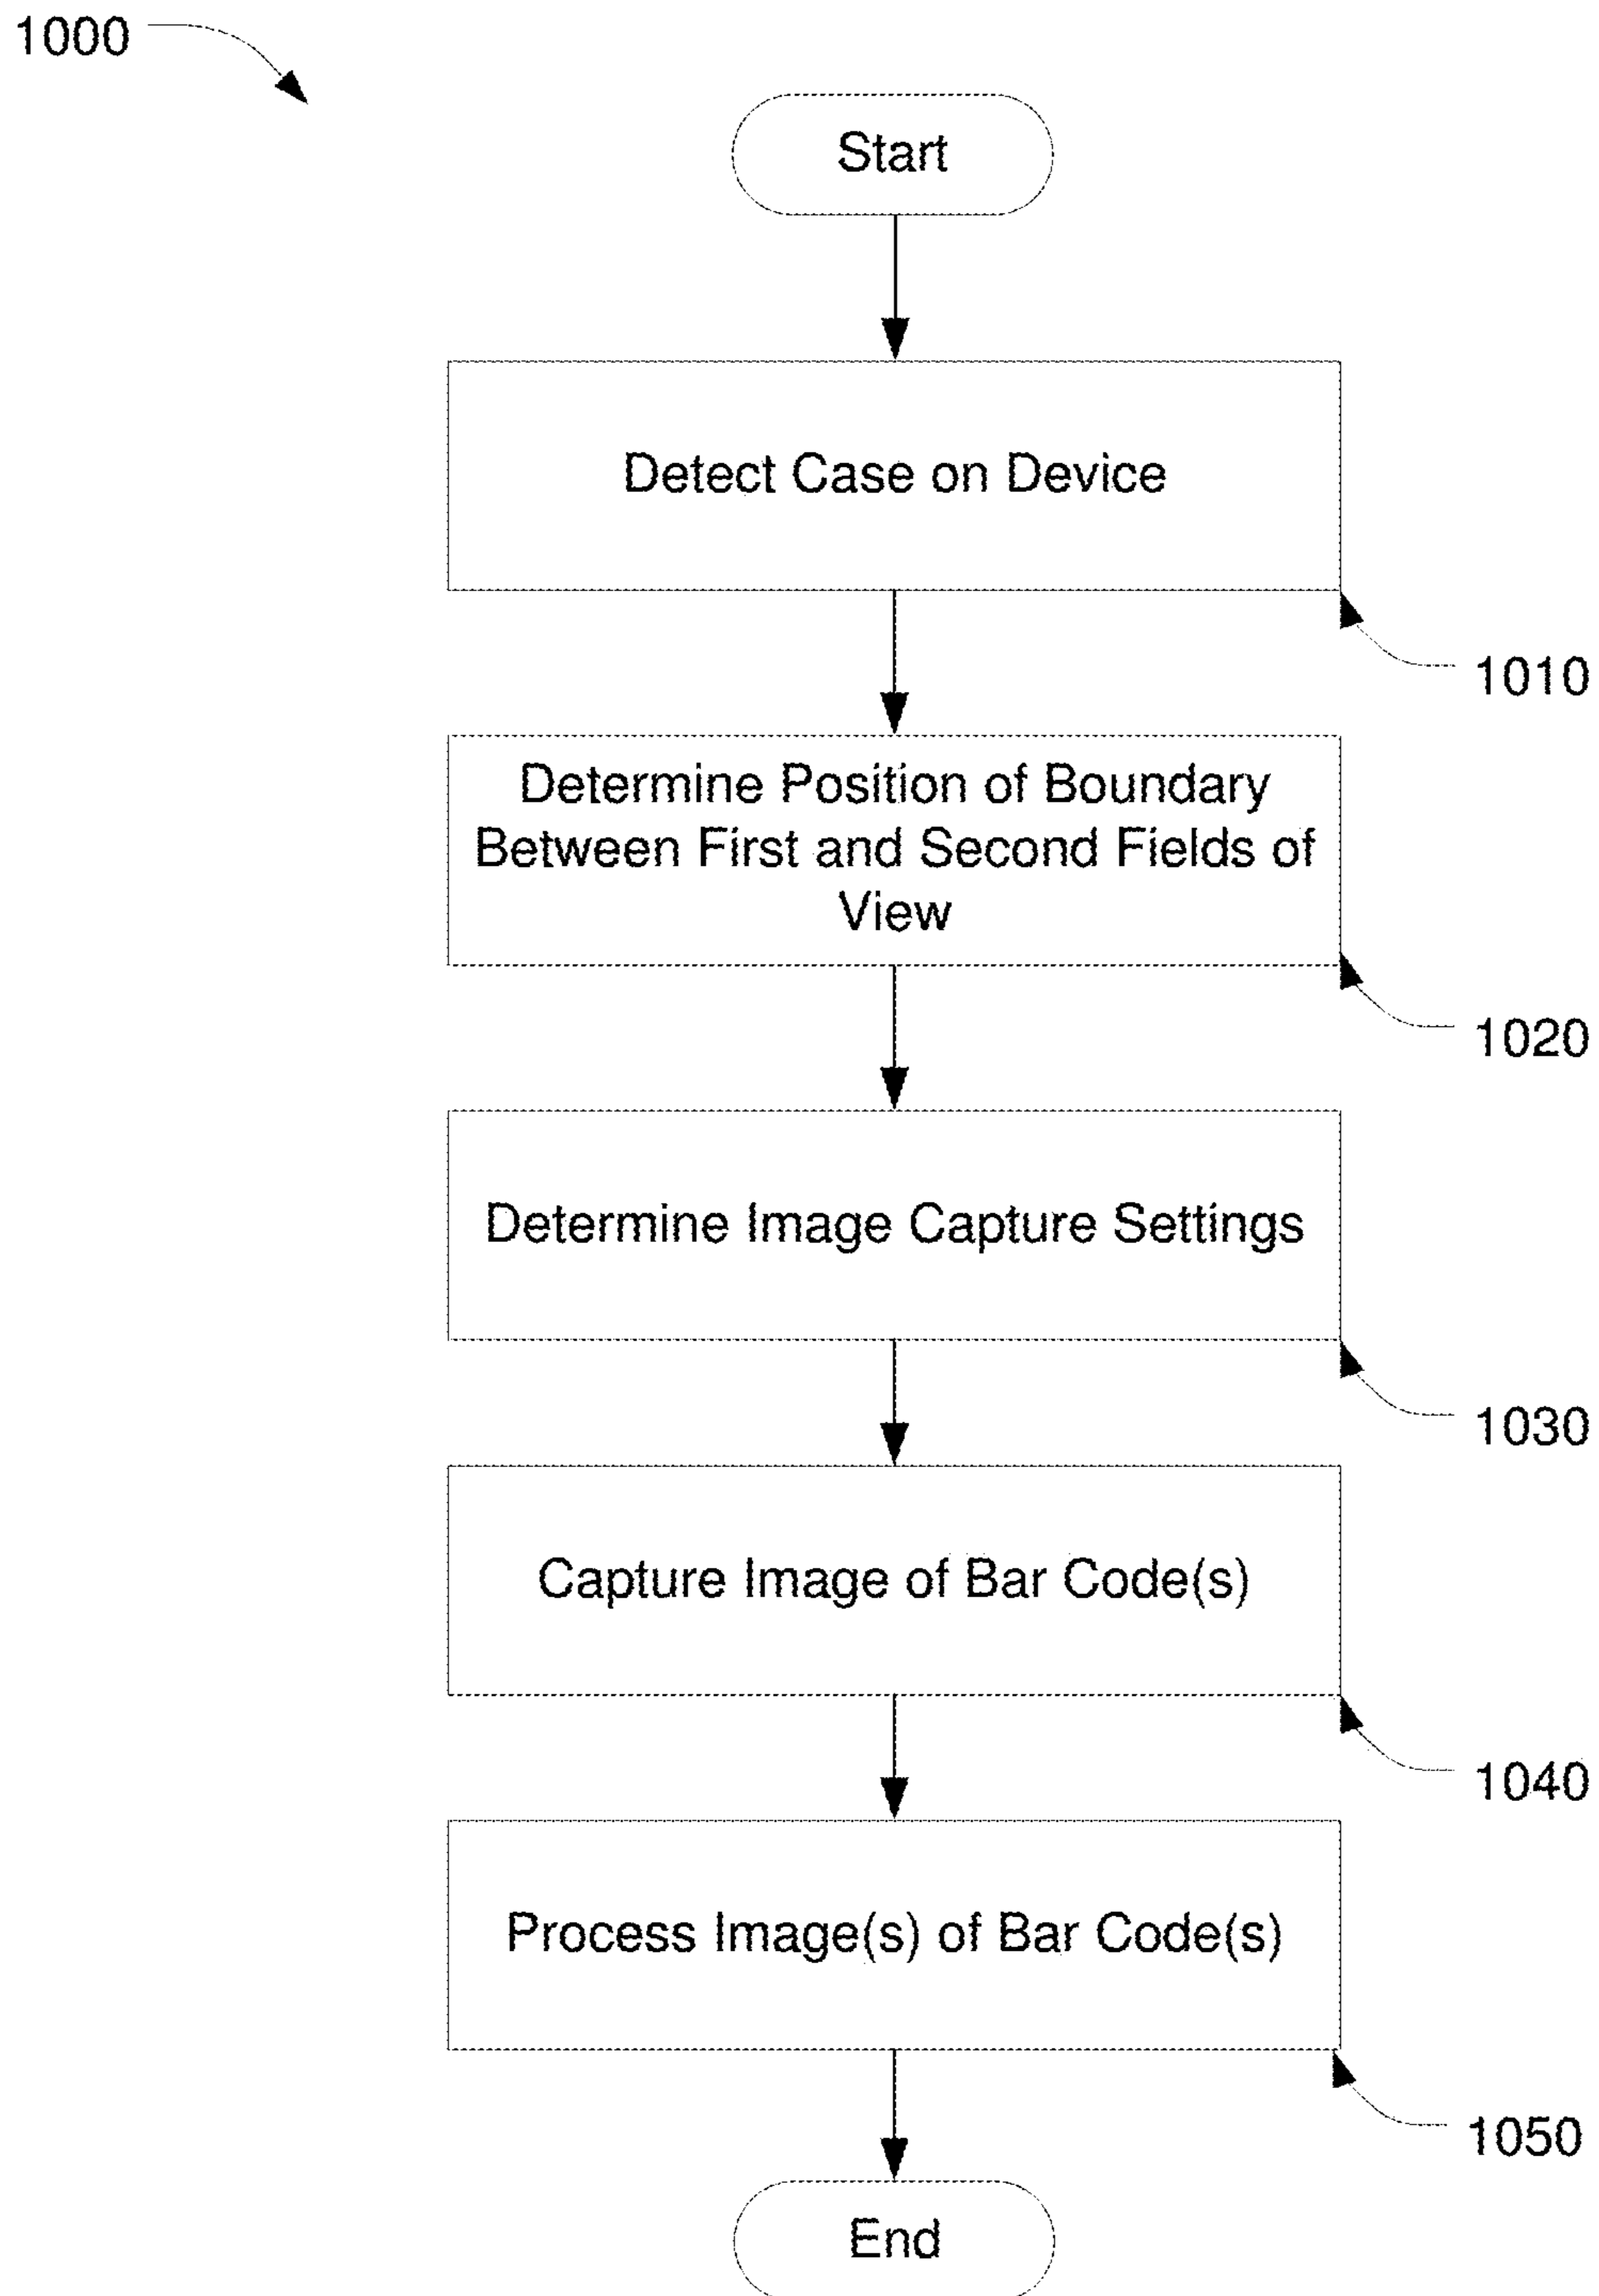 1000
Start
Detect Case on Device
1010
Determine Position of Boundary
Between First and Second Fields of
View
1020
Determine Image Capture Settings
1030
Capture Image of Bar Code(s)
1040
Process Image(s) of Bar Code(s)
1050
End